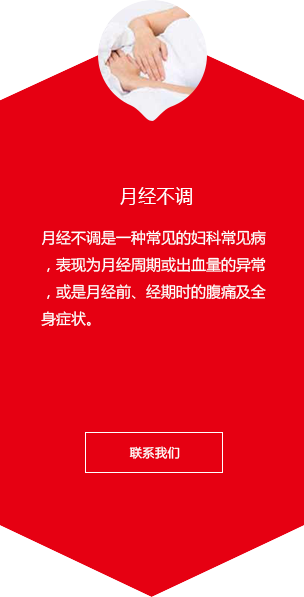 月经不调
月经不调是一种常见的妇科常见病
，表现为月经周期或出血量的异常
，或是月经前、经期时的腹痛及全
身症状。
联系我们